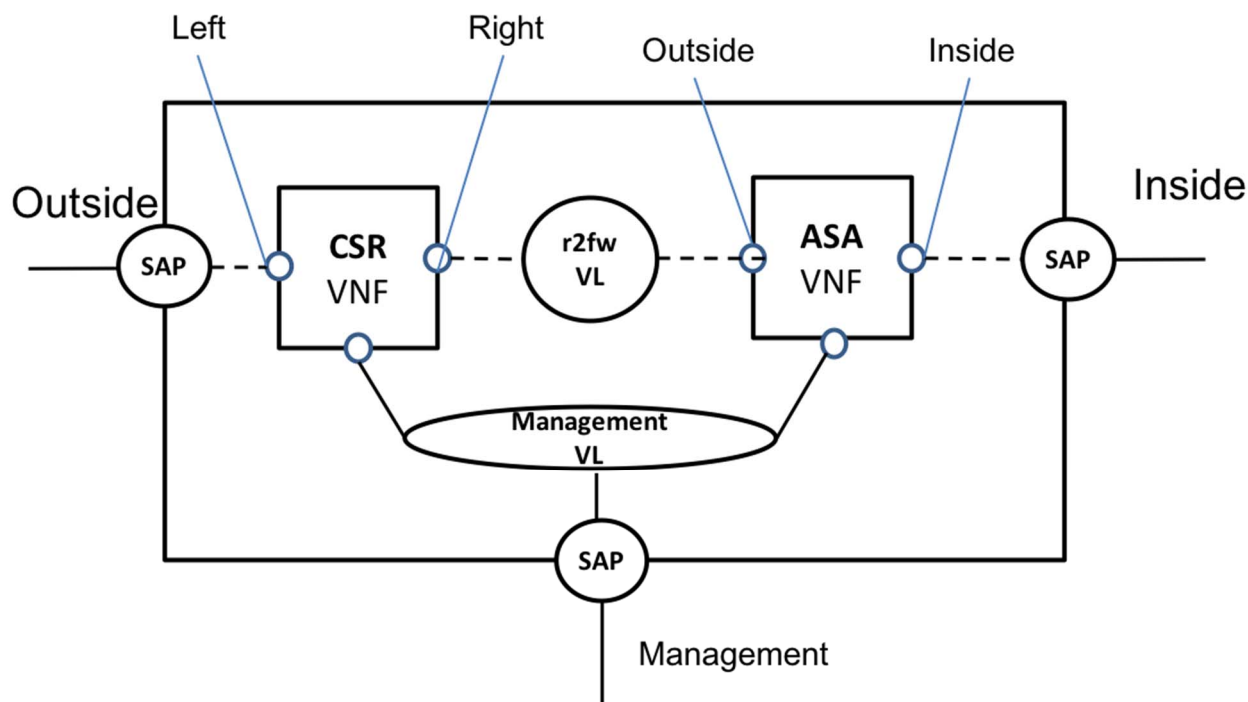 Left
Right
Outside
Inside
Outside
Inside
SAP
CSR
VNF
r2fw
VL
ASA
VNF
SAP
Management
VL
SAP
Management